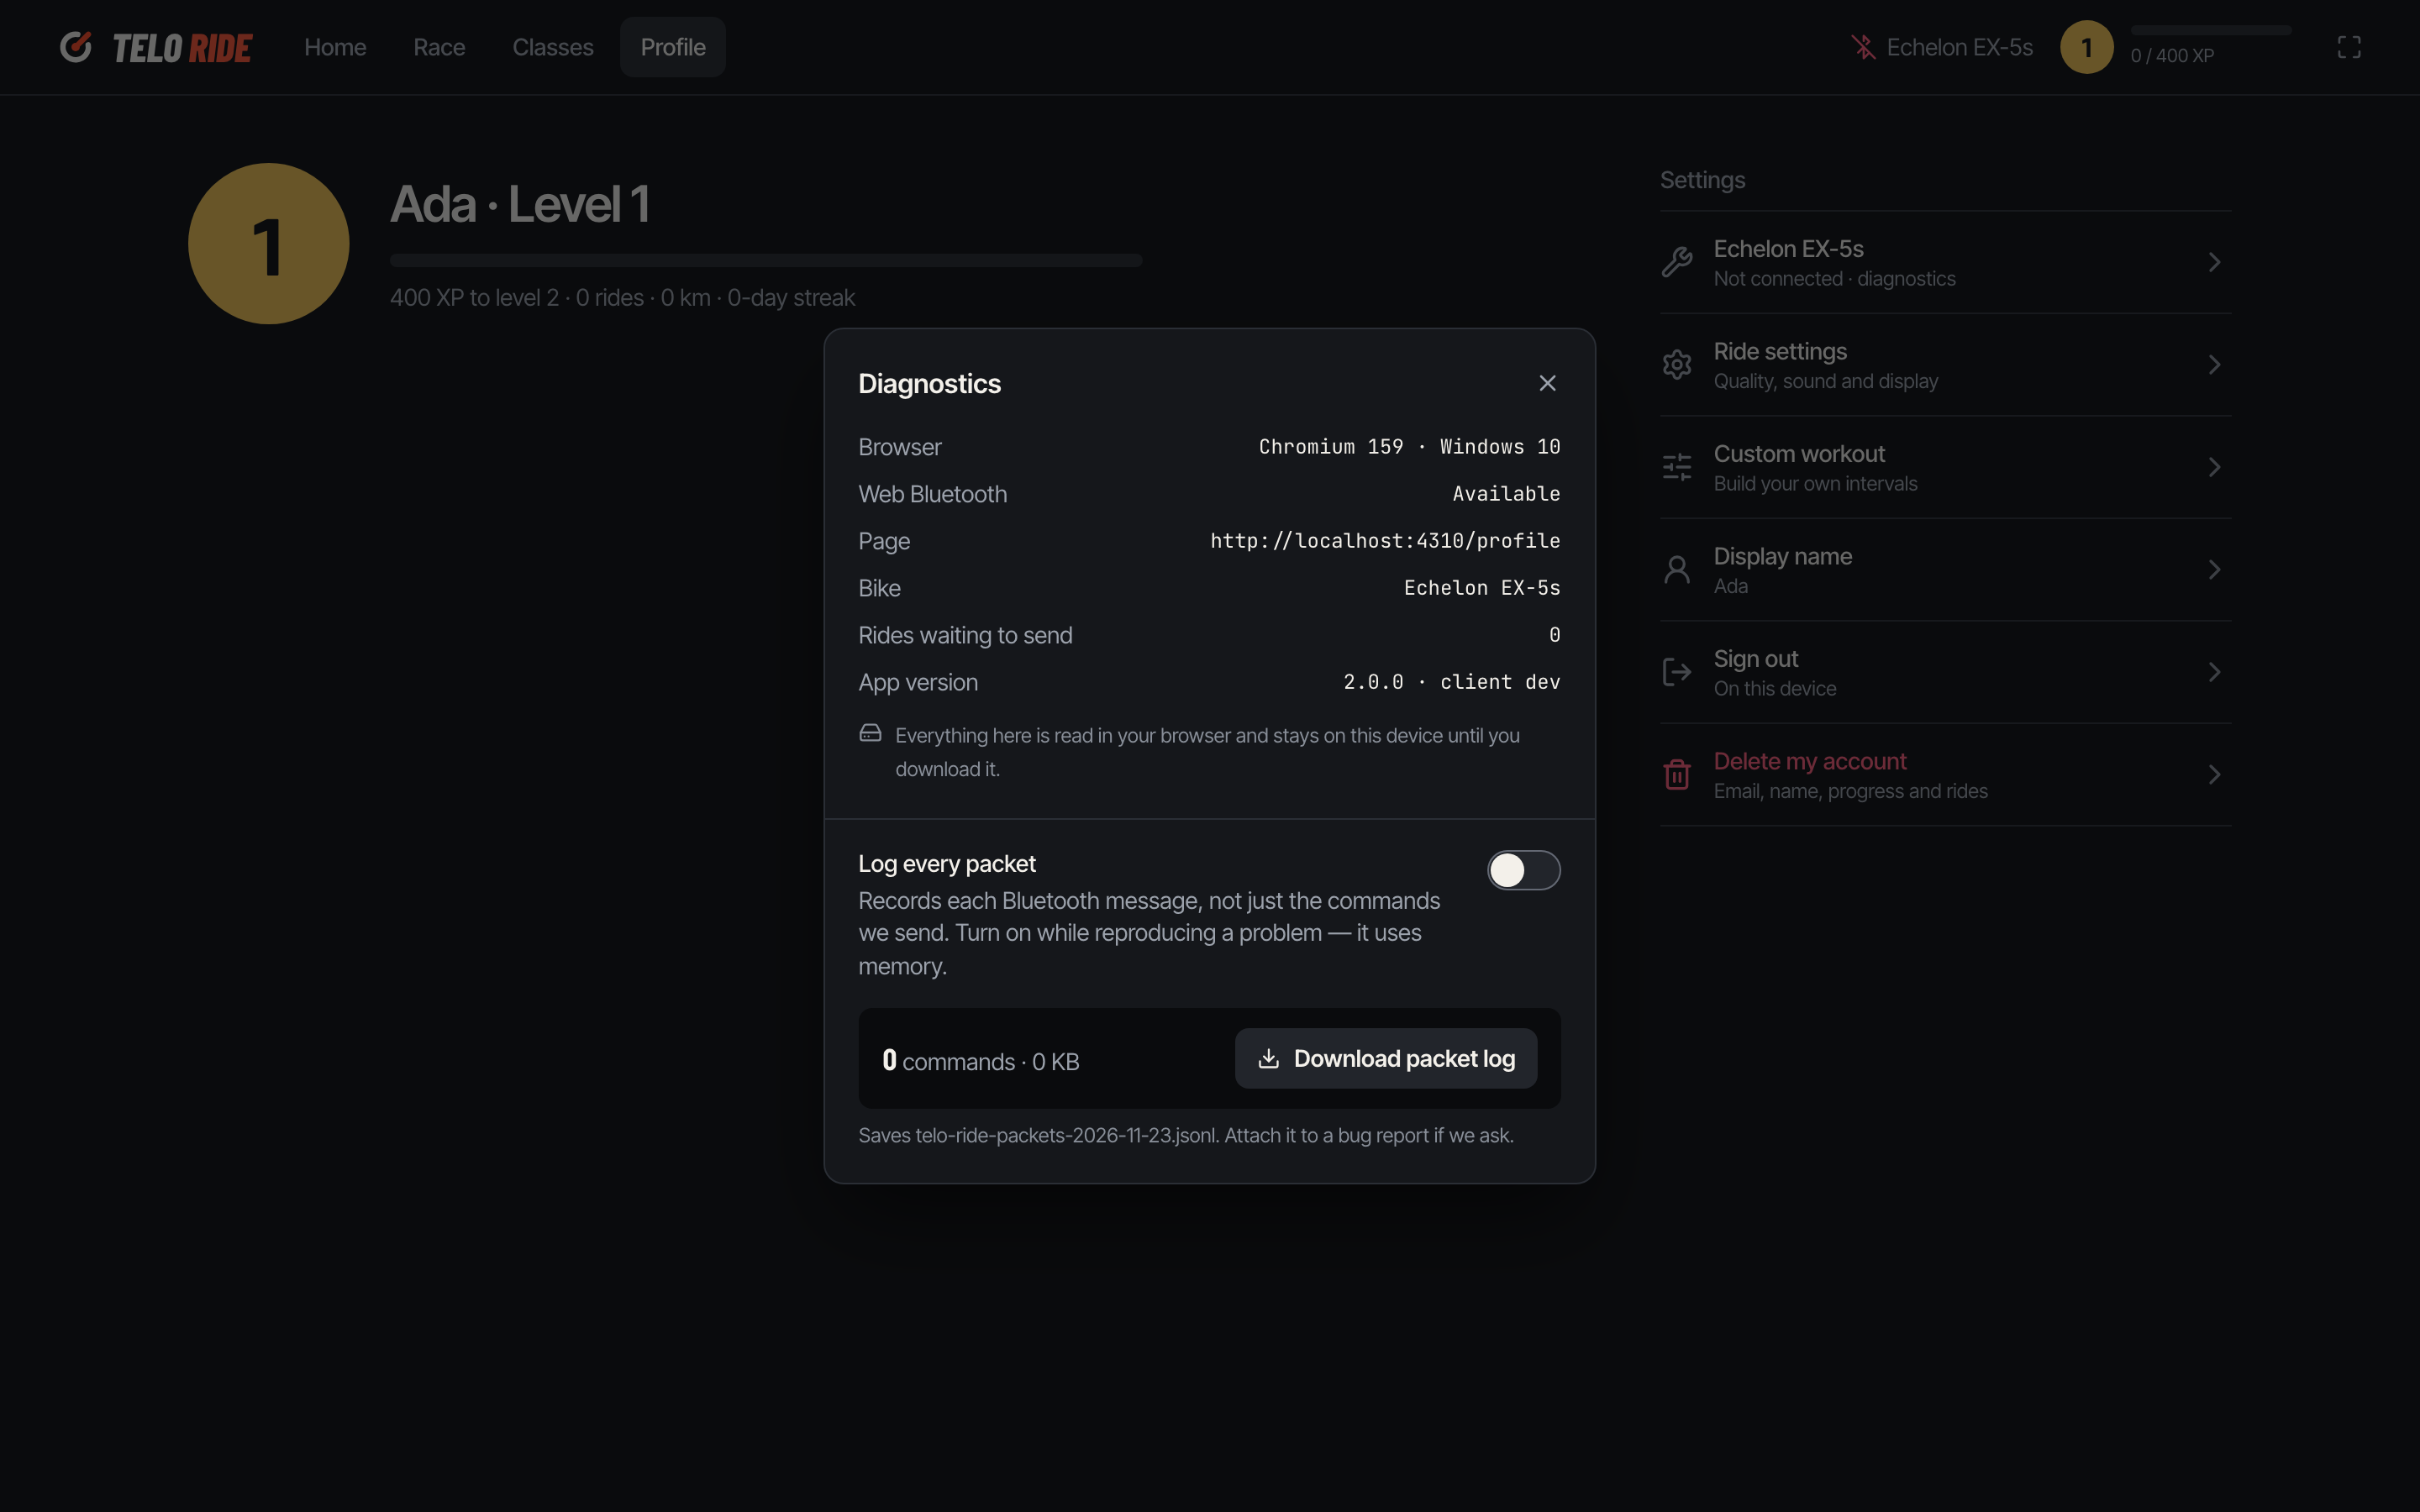 TELO RIDE
Home
Race
Classes
Profile
Echelon EX-5s
1
0 / 400 XP
1
Ada · Level 1
400 XP to level 2 · 0 rides · 0 km · 0-day streak
Settings
Echelon EX-5s
Not connected · diagnostics
Ride settings
Quality, sound and display
Custom workout
Build your own intervals
Display name
Ada
Sign out
On this device
Delete my account
Email, name, progress and rides
Diagnostics
Browser
Chromium 159 · Windows 10
Web Bluetooth
Available
Page
http://localhost:4310/profile
Bike
Echelon EX-5s
Rides waiting to send
0
App version
2.0.0 · client dev
Everything here is read in your browser and stays on this device until you
download it.
Log every packet
Records each Bluetooth message, not just the commands
we send. Turn on while reproducing a problem — it uses
memory.
0 commands · 0 KB
Download packet log
Saves telo-ride-packets-2026-11-23.jsonl. Attach it to a bug report if we ask.